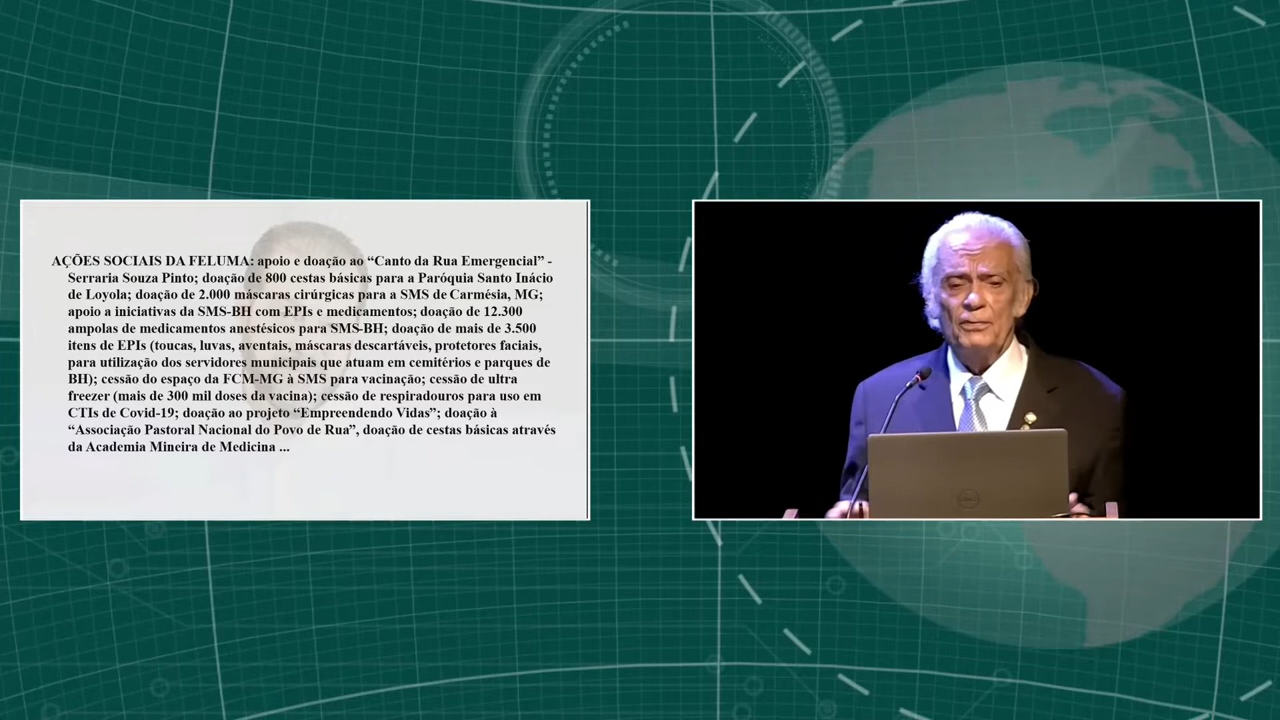 AÇÕES SOCIAIS DA FELUMA: apoio e doação ao “Canto da Rua Emergencial” -
Serraria Souza Pinto; doação de 800 cestas básicas para a Paróquia Santo Inácio
de Loyola; doação de 2.000 máscaras cirúrgicas para a SMS de Carmésia, MG;
apoio a iniciativas da SMS-BH com EPIs e medicamentos; doação de 12.300
ampolas de medicamentos anestésicos para SMS-BH; doação de mais de 3.500
itens de EPIs (toucas, luvas, aventais, máscaras descartáveis, protetores faciais,
para utilização dos servidores municipais que atuam em cemitérios e parques de
BH); cessão do espaço da FCM-MG à SMS para vacinação; cessão de ultra
freezer (mais de 300 mil doses da vacina); cessão de respiradouros para uso em
CTIs de Covid-19; doação ao projeto “Empreendendo Vidas”; doação à
“Associação Pastoral Nacional do Povo de Rua”, doação de cestas básicas através
da Academia Mineira de Medicina ...
DELL